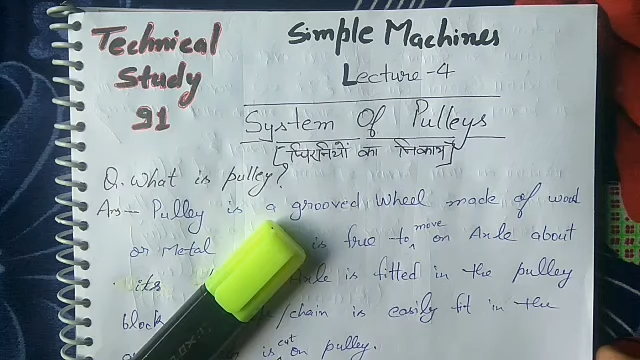 Technical
Study
91
Simple Machines
Lecture-4
System Of Pulleys
[घिरनियों का निकाय]
Q. What is pulley?
Ans- Pulley is a grooved Wheel made of wood
or Metal is free to move on Axle about
its Axle is fitted in the pulley
block /chain is easily fit in the
is cut on pulley.